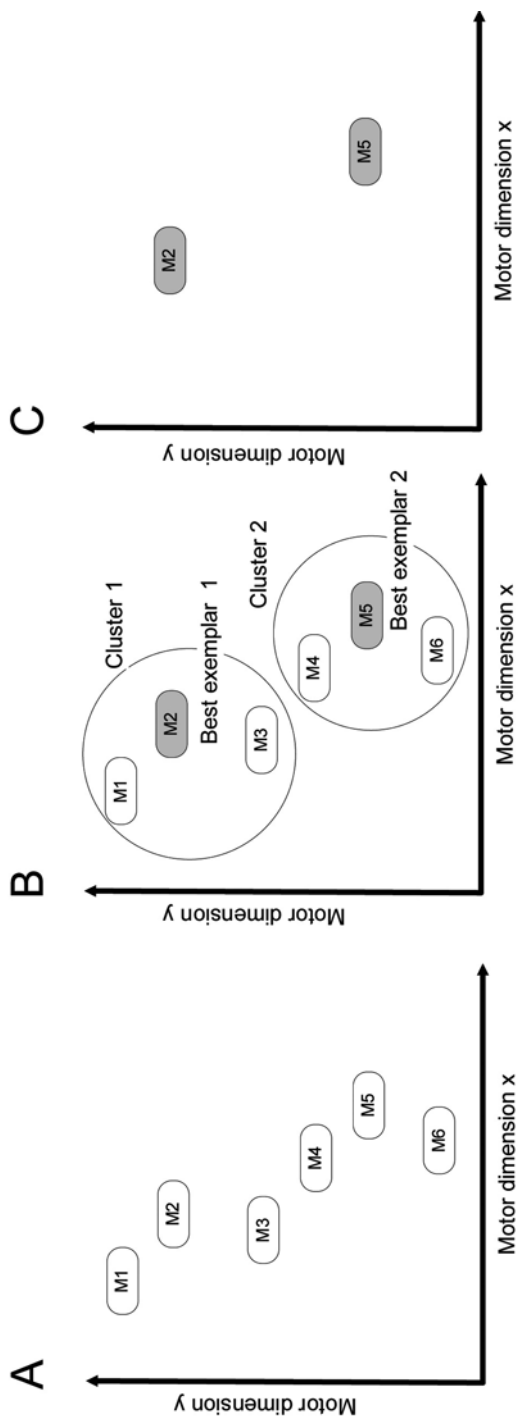 A
Motor dimension y
M1
M2
M3
M4
M5
M6
Motor dimension x
B
Motor dimension y
Cluster 1
M1
M2
Best exemplar 1
M3
Cluster 2
M4
M5
Best exemplar 2
M6
Motor dimension x
C
Motor dimension y
M2
M5
Motor dimension x